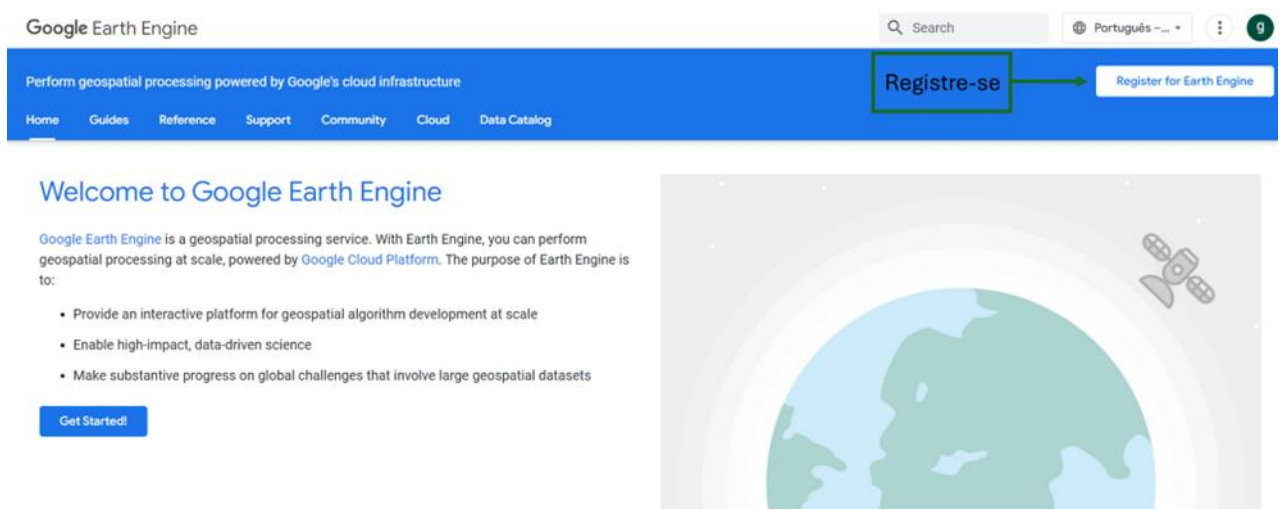 Google Earth Engine
Search
Português –...
g
Perform geospatial processing powered by Google's cloud infrastructure
Registre-se
Register for Earth Engine
Home Guides Reference Support Community Cloud Data Catalog
Welcome to Google Earth Engine
Google Earth Engine is a geospatial processing service. With Earth Engine, you can perform
geospatial processing at scale, powered by Google Cloud Platform. The purpose of Earth Engine is
to:
• Provide an interactive platform for geospatial algorithm development at scale
• Enable high-impact, data-driven science
• Make substantive progress on global challenges that involve large geospatial datasets
Get Started!